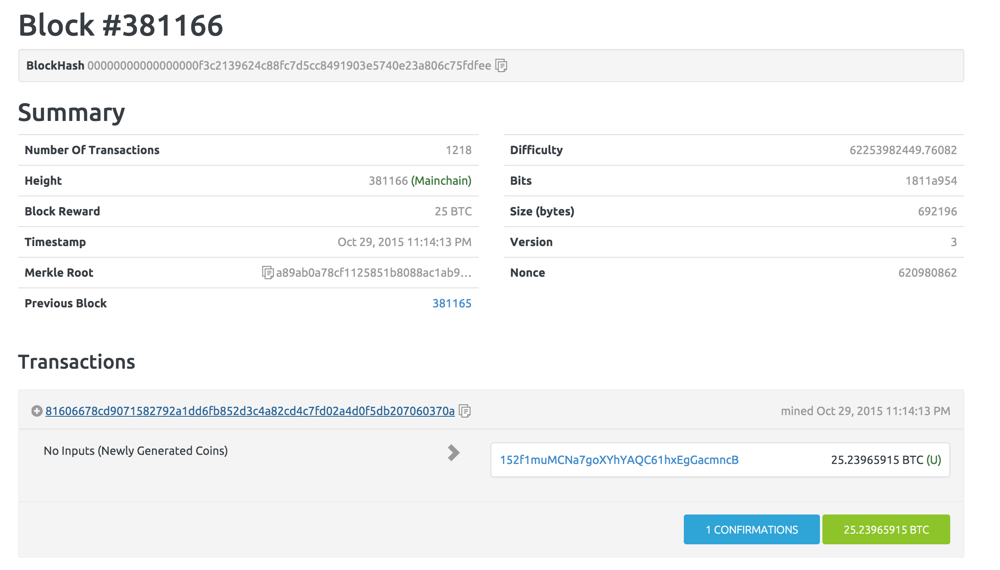 Block #381166
BlockHash 00000000000000000f3c2139624c88fc7d5cc8491903e5740e23a806c75fdfee
Summary
Number Of Transactions 1218
Height 381166 (Mainchain)
Block Reward 25 BTC
Timestamp Oct 29, 2015 11:14:13 PM
Merkle Root a89ab0a78cf1125851b8088ac1ab9...
Previous Block 381165
Difficulty 62253982449.76082
Bits 1811a954
Size (bytes) 692196
Version 3
Nonce 620980862
Transactions
81606678cd9071582792a1dd6fb852d3c4a82cd4c7fd02a4d0f5db207060370a mined Oct 29, 2015 11:14:13 PM
No Inputs (Newly Generated Coins)
152f1muMCNa7goXYhYAQC61hxEgGacmncB 25.23965915 BTC (U)
1 CONFIRMATIONS 25.23965915 BTC